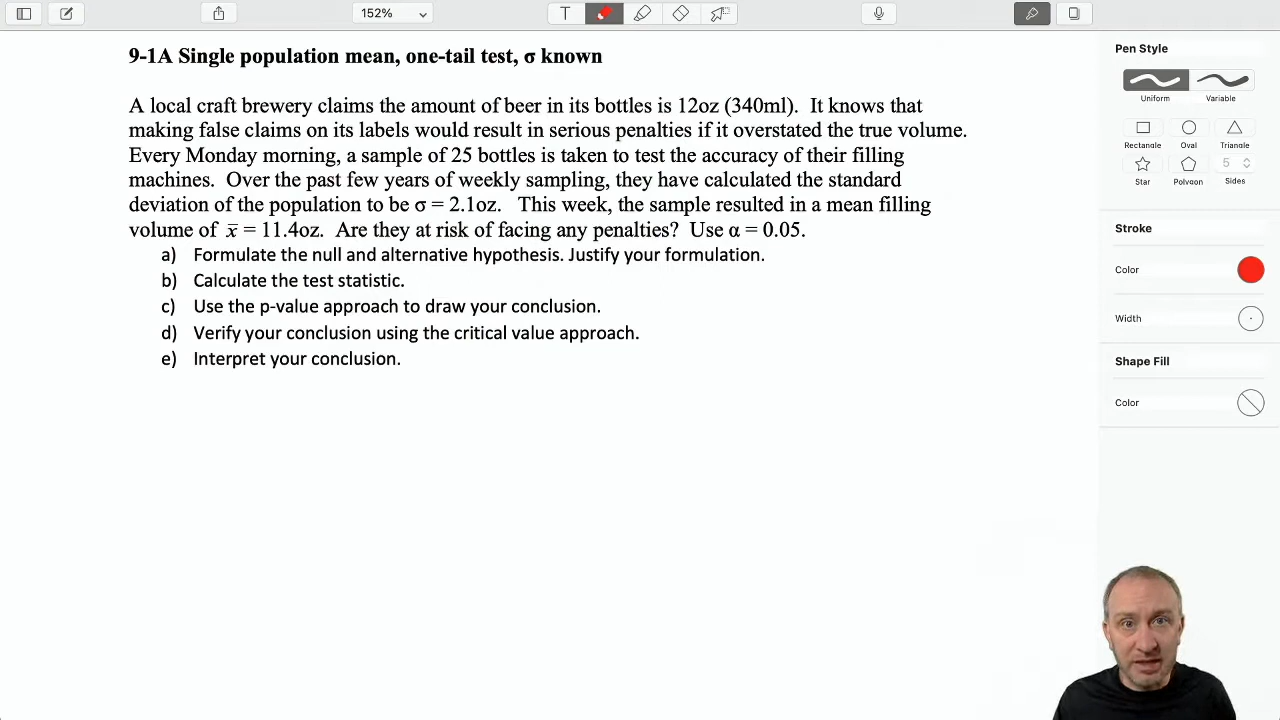 152%
T
9-1A Single population mean, one-tail test, σ known
A local craft brewery claims the amount of beer in its bottles is 12oz (340ml). It knows that
making false claims on its labels would result in serious penalties if it overstated the true volume.
Every Monday morning, a sample of 25 bottles is taken to test the accuracy of their filling
machines. Over the past few years of weekly sampling, they have calculated the standard
deviation of the population to be σ = 2.1oz. This week, the sample resulted in a mean filling
volume of x̅ = 11.4oz. Are they at risk of facing any penalties? Use α = 0.05.
a) Formulate the null and alternative hypothesis. Justify your formulation.
b) Calculate the test statistic.
c) Use the p-value approach to draw your conclusion.
d) Verify your conclusion using the critical value approach.
e) Interpret your conclusion.
Pen Style
Uniform Variable
Rectangle Oval Triangle
5
Star Polygon Sides
Stroke
Color
Width
Shape Fill
Color